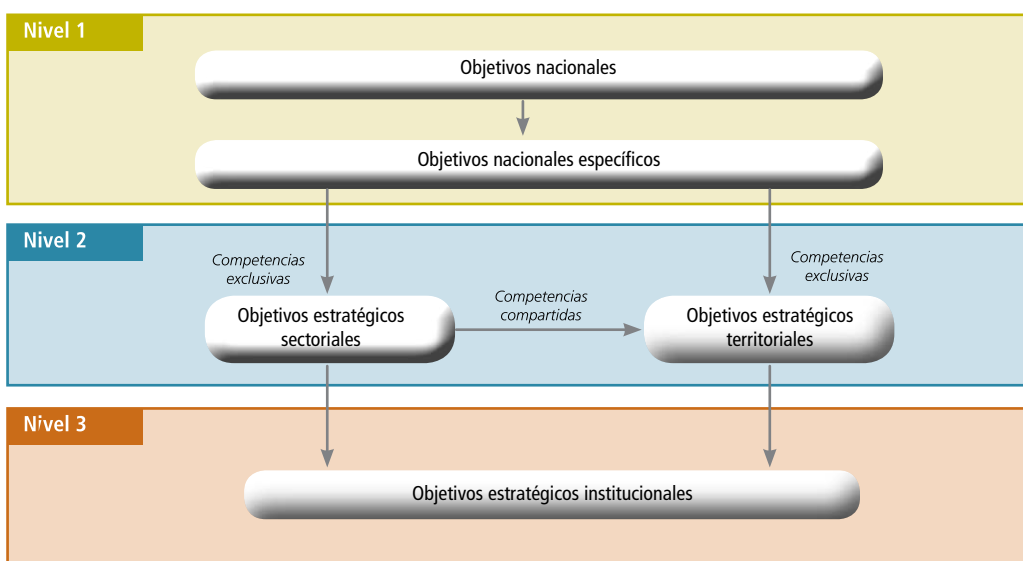 Nivel 1
Objetivos nacionales
Objetivos nacionales específicos
Nivel 2
Competencias
exclusivas
Competencias
exclusivas
Competencias
compartidas
Objetivos estratégicos
sectoriales
Objetivos estratégicos
territoriales
Nivel 3
Objetivos estratégicos institucionales